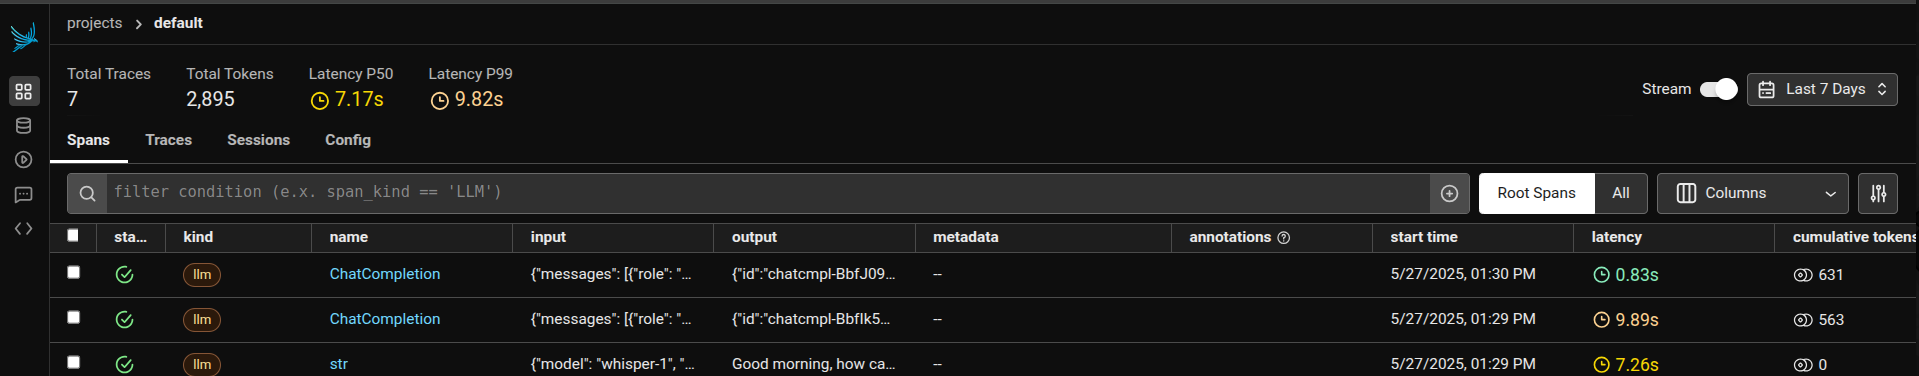 projects > default
Total Traces Total Tokens Latency P50 Latency P99
7 2,895 7.17s 9.82s
Stream Last 7 Days
Spans Traces Sessions Config
filter condition (e.x. span_kind == 'LLM') Root Spans All Columns
sta... kind name input output metadata annotations start time latency cumulative tokens
llm ChatCompletion {"messages": [{"role": "... {"id":"chatcmpl-BbfJ09... -- 5/27/2025, 01:30 PM 0.83s 631
llm ChatCompletion {"messages": [{"role": "... {"id":"chatcmpl-BbfIk5... -- 5/27/2025, 01:29 PM 9.89s 563
llm str {"model": "whisper-1", "... Good morning, how ca... -- 5/27/2025, 01:29 PM 7.26s 0